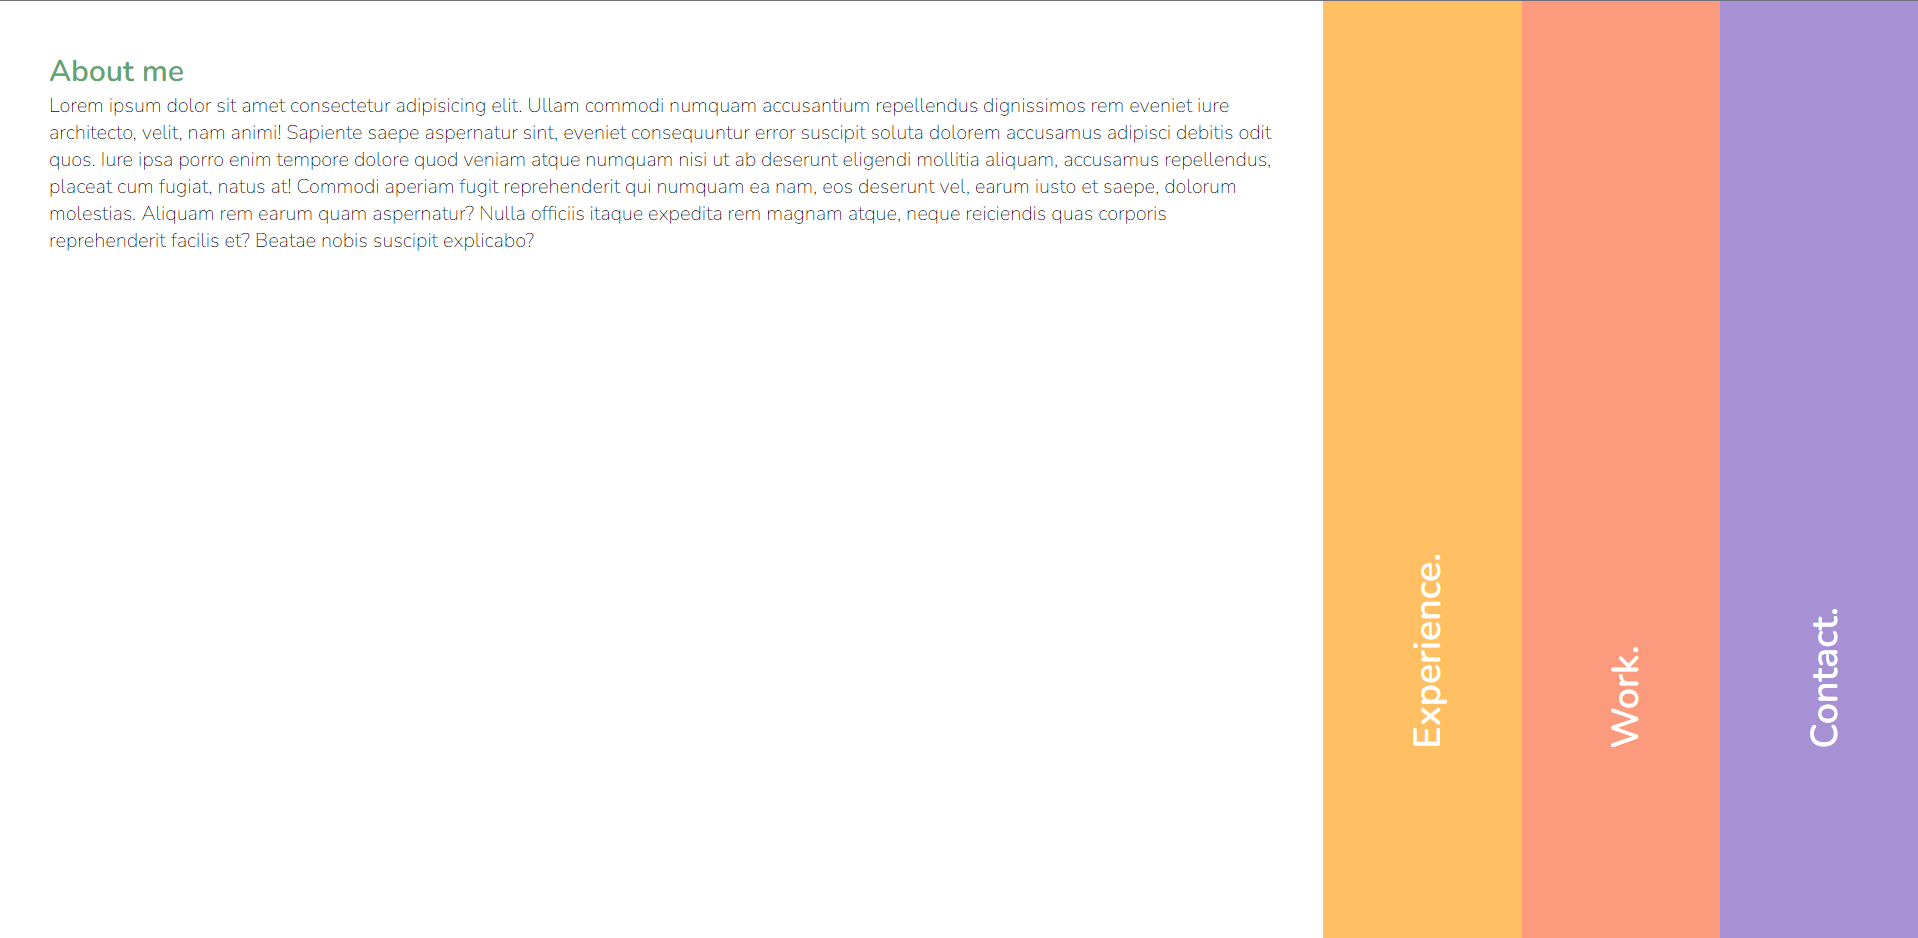 About me
Lorem ipsum dolor sit amet consectetur adipisicing elit. Ullam commodi numquam accusantium repellendus dignissimos rem eveniet iure
architecto, velit, nam animi! Sapiente saepe aspernatur sint, eveniet consequuntur error suscipit soluta dolorem accusamus adipisci debitis odit
quos. Iure ipsa porro enim tempore dolore quod veniam atque numquam nisi ut ab deserunt eligendi mollitia aliquam, accusamus repellendus,
placeat cum fugiat, natus at! Commodi aperiam fugit reprehenderit qui numquam ea nam, eos deserunt vel, earum iusto et saepe, dolorum
molestias. Aliquam rem earum quam aspernatur? Nulla officiis itaque expedita rem magnam atque, neque reiciendis quas corporis
reprehenderit facilis et? Beatae nobis suscipit explicabo?
Experience.
Work.
Contact.